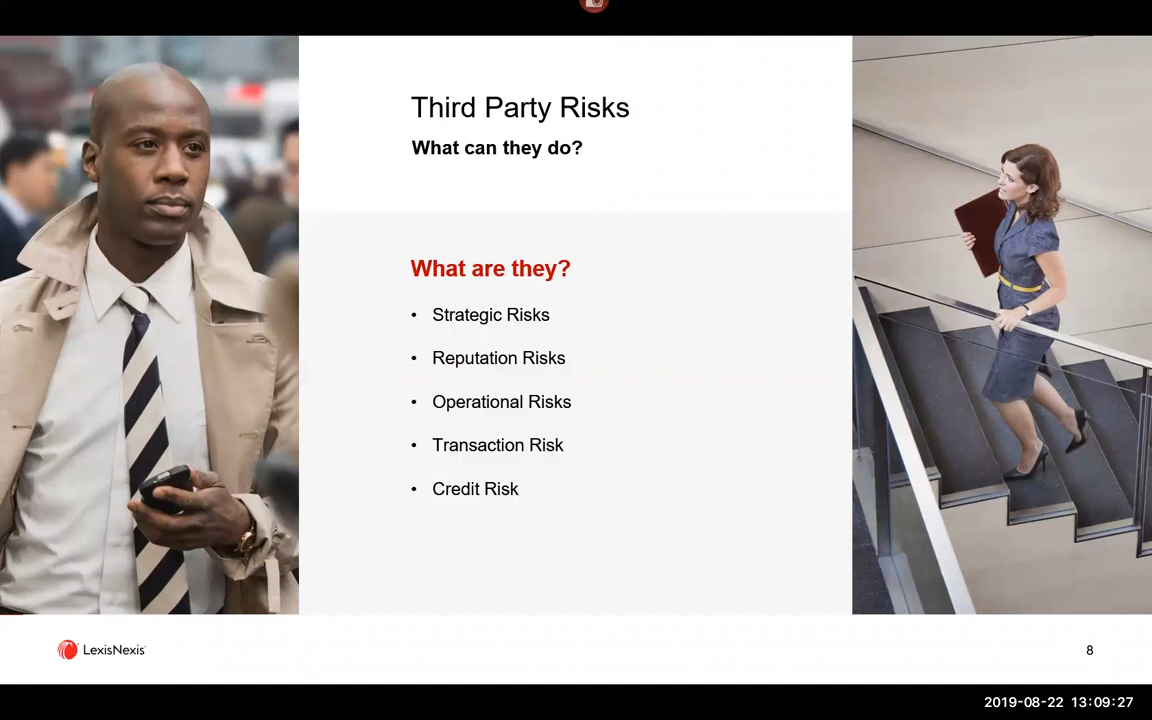 Third Party Risks
What can they do?
What are they?
• Strategic Risks
• Reputation Risks
• Operational Risks
• Transaction Risk
• Credit Risk
LexisNexis
8
2019-08-22 13:09:27